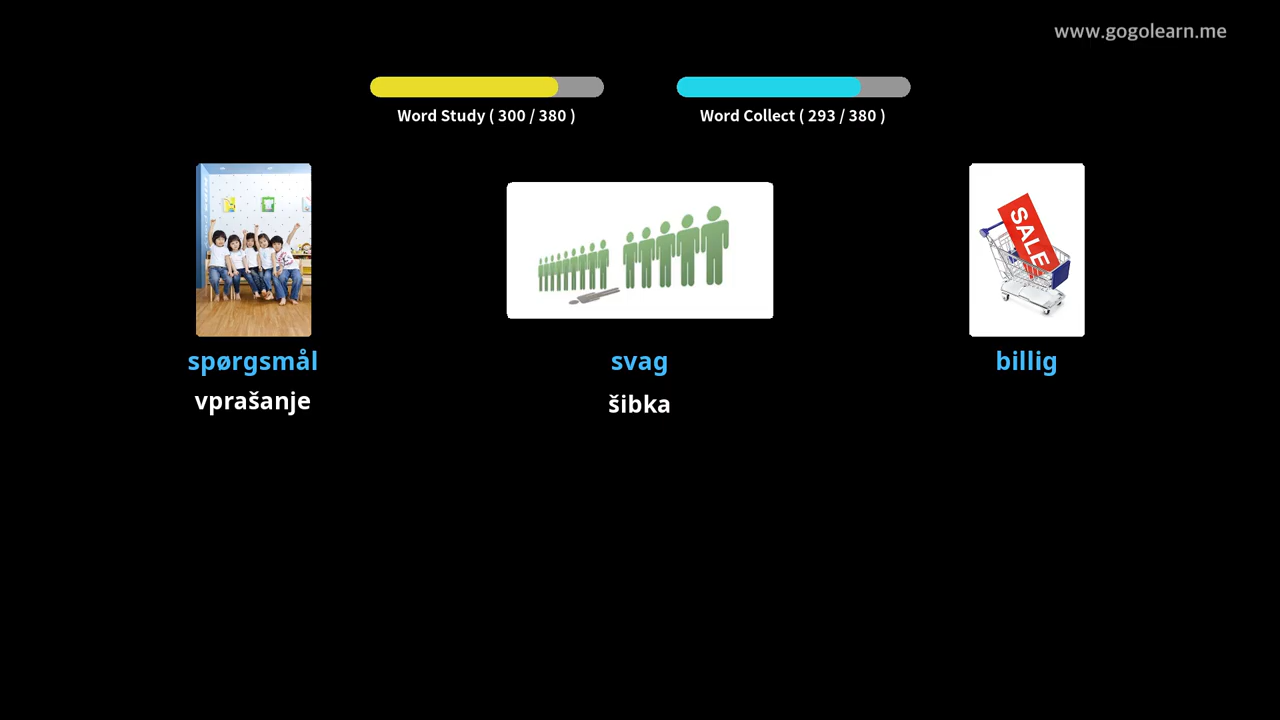 www.gogolearn.me
Word Study ( 300 / 380 )
Word Collect ( 293 / 380 )
SALE
spørgsmål
svag
billig
vprašanje
šibka